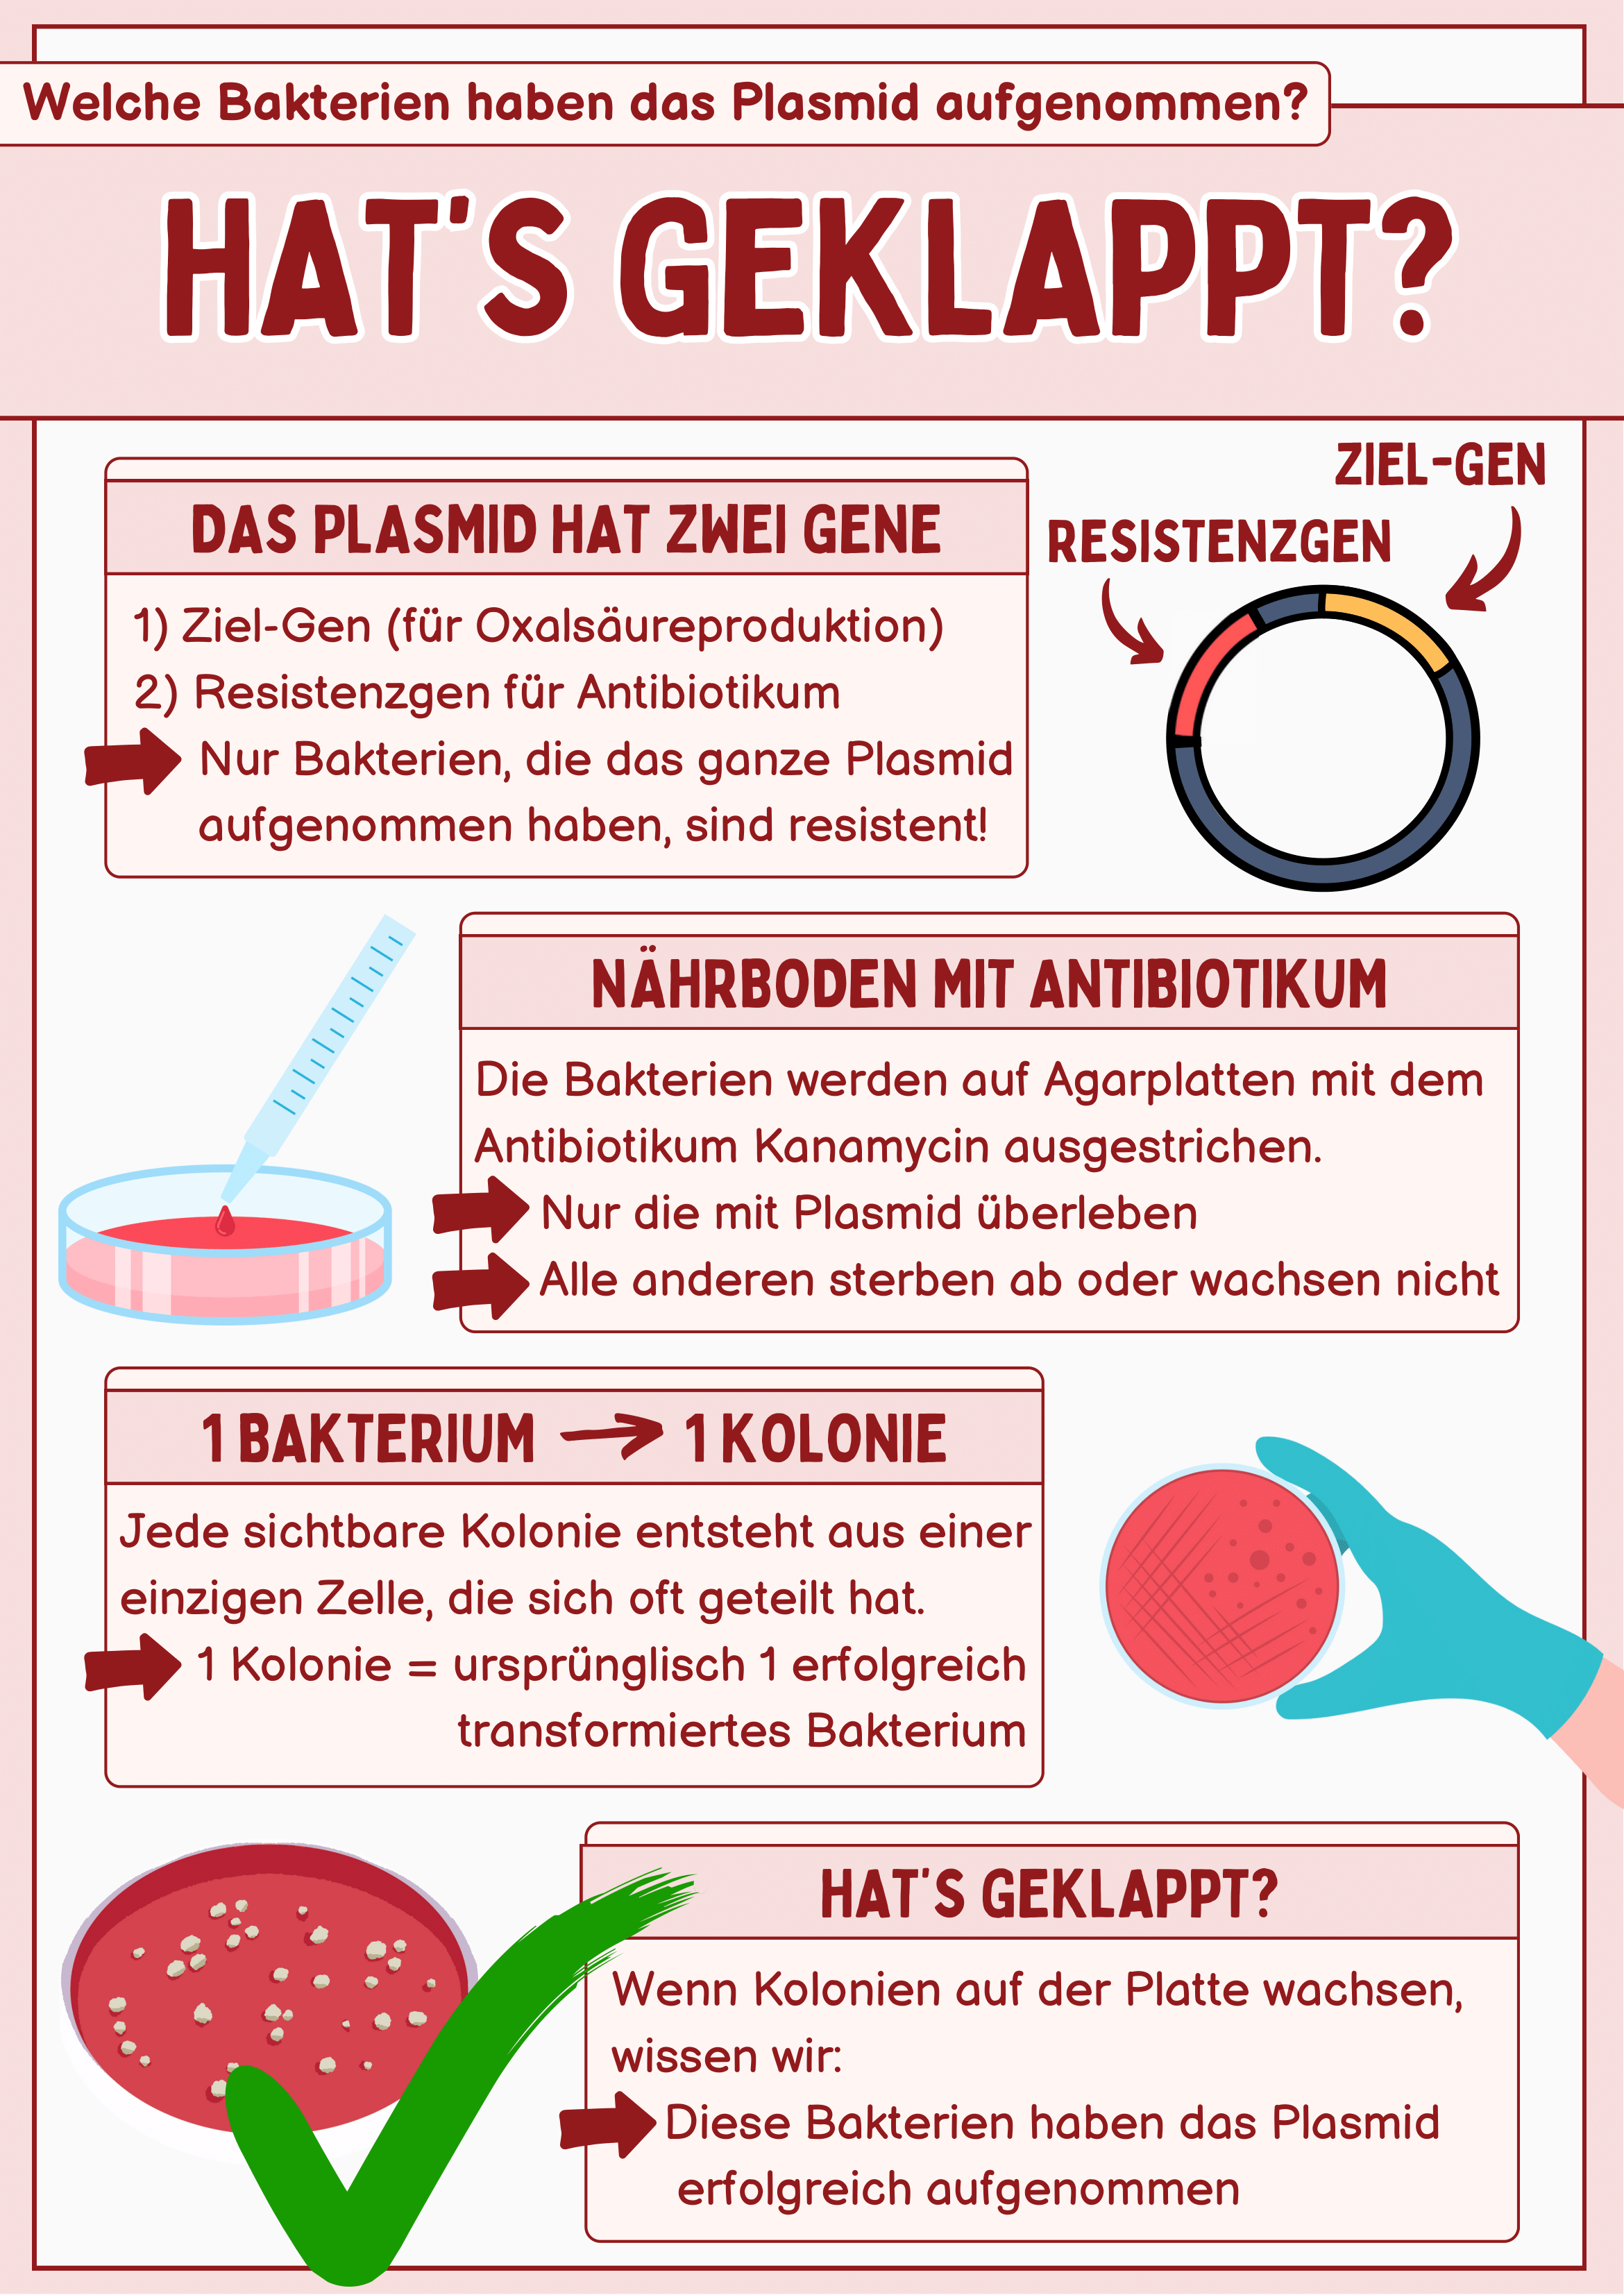 Welche Bakterien haben das Plasmid aufgenommen?
HAT'S GEKLAPPT?
ZIEL-GEN
RESISTENZGEN
DAS PLASMID HAT ZWEI GENE
1) Ziel-Gen (für Oxalsäureproduktion)
2) Resistenzgen für Antibiotikum
Nur Bakterien, die das ganze Plasmid
aufgenommen haben, sind resistent!
NÄHRBODEN MIT ANTIBIOTIKUM
Die Bakterien werden auf Agarplatten mit dem
Antibiotikum Kanamycin ausgestrichen.
Nur die mit Plasmid überleben
Alle anderen sterben ab oder wachsen nicht
1 BAKTERIUM → 1 KOLONIE
Jede sichtbare Kolonie entsteht aus einer
einzigen Zelle, die sich oft geteilt hat.
1 Kolonie = ursprünglisch 1 erfolgreich
transformiertes Bakterium
HAT'S GEKLAPPT?
Wenn Kolonien auf der Platte wachsen,
wissen wir:
Diese Bakterien haben das Plasmid
erfolgreich aufgenommen